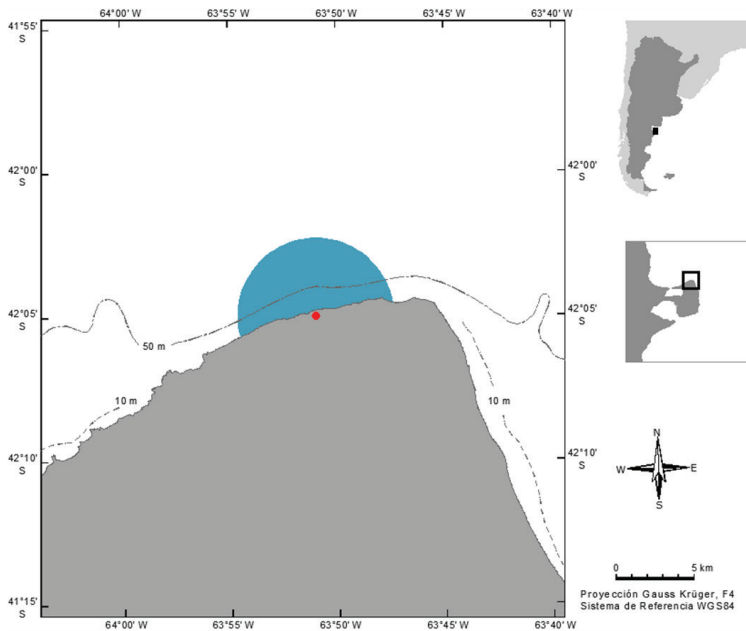 64°00' W 63°55' W 63°50' W 63°45' W 63°40' W
41°55'
S
42°00'
S
42°00'
S
42°05'
S
42°05'
S
50 m
10 m
10 m
42°10'
S
42°10'
S
41°15'
S
64°00' W 63°55' W 63°50' W 63°45' W 63°40' W
N
W E
S
0 5 km
Proyección Gauss Krüger, F4
Sistema de Referencia WGS84